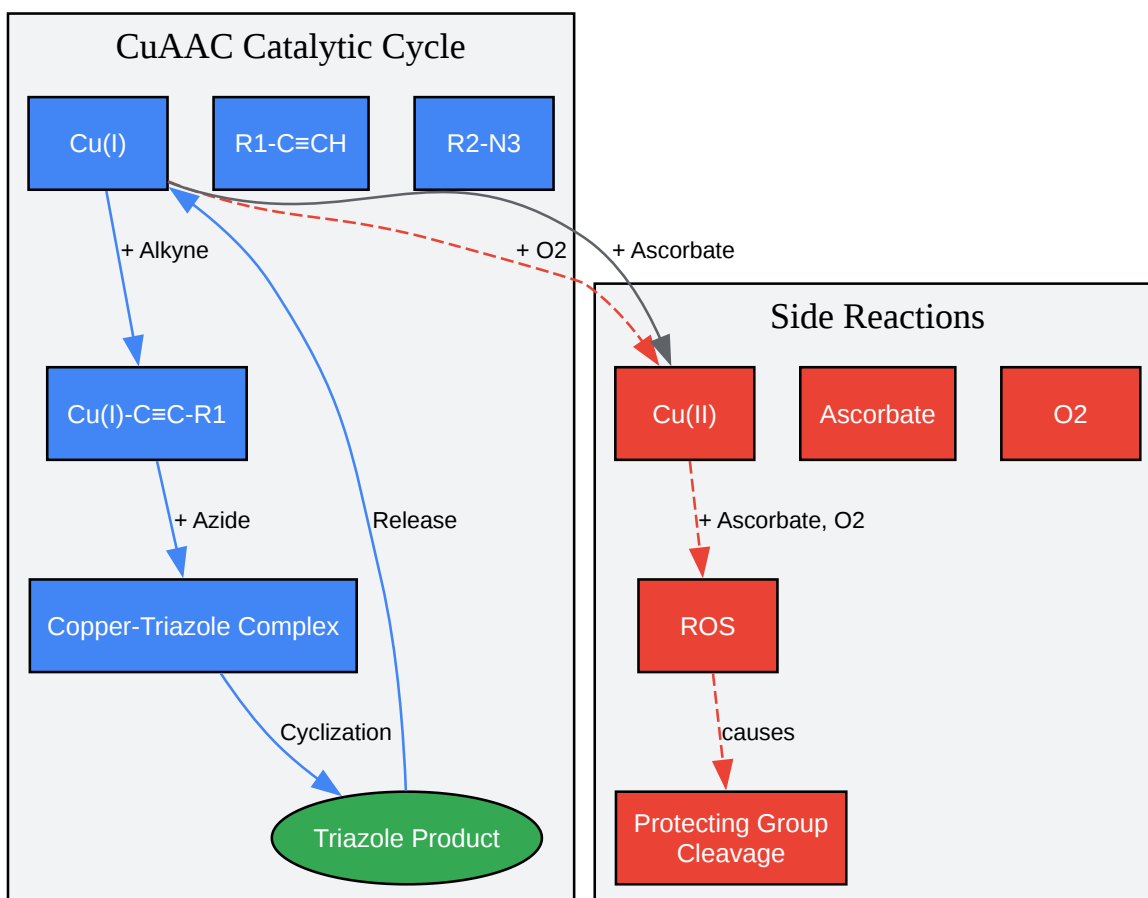 CuAAC Catalytic Cycle
Cu(I)
R1-C≡CH
R2-N3
+ Alkyne
+ O2
+ Ascorbate
Side Reactions
Cu(I)-C≡C-R1
Cu(II)
Ascorbate
O2
+ Azide
Release
+ Ascorbate, O2
Copper-Triazole Complex
ROS
Cyclization
causes
Triazole Product
Protecting Group
Cleavage